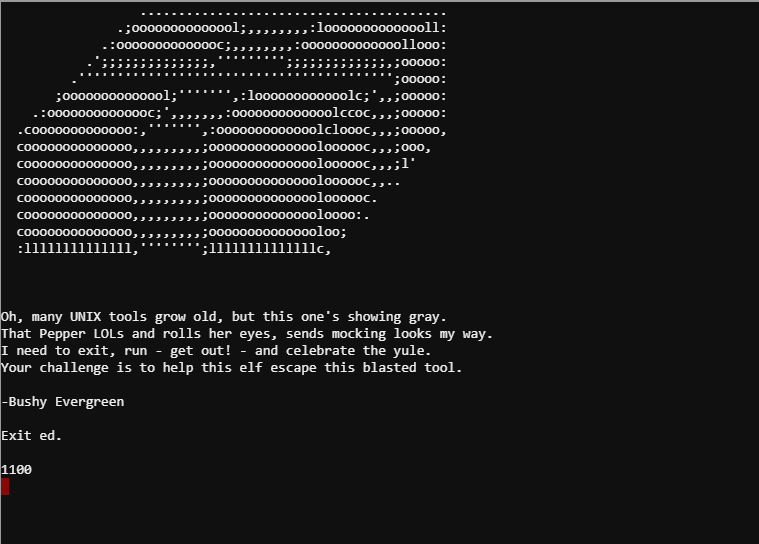 Oh, many UNIX tools grow old, but this one's showing gray.
That Pepper LOLs and rolls her eyes, sends mocking looks my way.
I need to exit, run - get out! - and celebrate the yule.
Your challenge is to help this elf escape this blasted tool.
-Bushy Evergreen
Exit ed.
1100